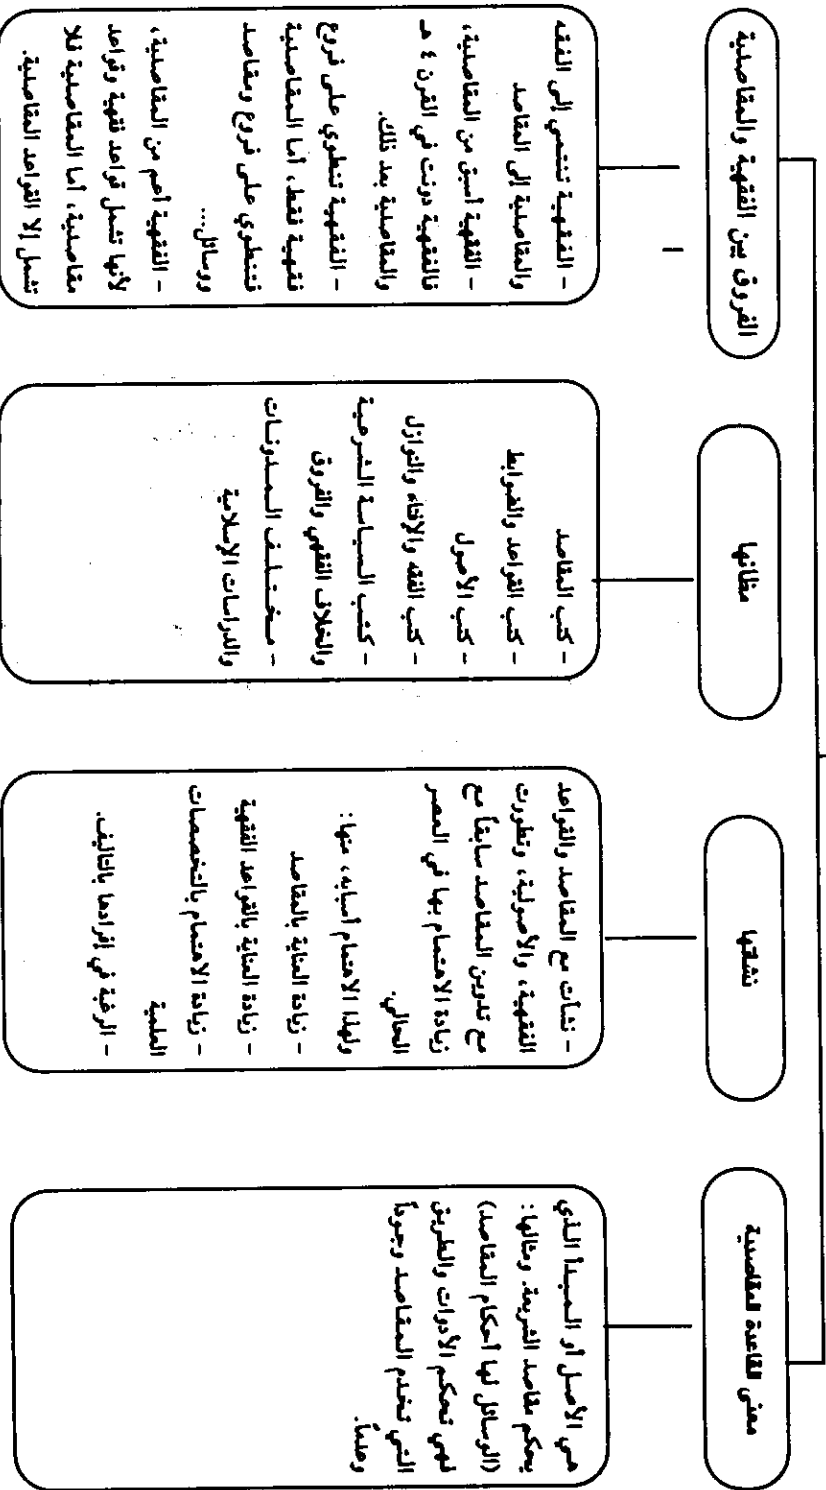 معنى القاعدة المقاصدية
هي الأصل أو المبدأ الذي
يحكم مقاصد الشريعة. ومثالها:
(الوسائل لها أحكام المقاصد)
فهي تحكم الأدوات والطريق
التي تخدم المقاصد وجوداً
وعدماً.
نشأتها
- نشأت مع المقاصد والقواعد
الفقهية، والأصولية، وتطورت
مع تدوين المقاصد سابقاً مع
زيادة الاهتمام بها في العصر
الحالي.
ولهذا الاهتمام أسبابه، منها:
- زيادة العناية بالمقاصد
- زيادة العناية بالقواعد الفقهية
- زيادة الاهتمام بالتخصصات
العلمية
- الرغبة في إفرادها بالتأليف.
مظانها
- كتب المقاصد
- كتب القواعد والضوابط
- كتب الأصول
- كتب الفقه والإفتاء والنوازل
- كتب السياسة الشرعية
والخلاف الفقهي والفروق
- مختلف المدونات
والدراسات الإسلامية
الفروق بين الفقهية والمقاصدية
- الفقهية تنتمي إلى الفقه
والمقاصدية إلى المقاصد
- الفقهية أسبق من المقاصدية،
فالفقهية دونت في القرن ٤ هـ
والمقاصدية بعد ذلك.
- الفقهية تنطوي على فروع
فقهية فقط، أما المقاصدية
فتنطوي على فروع ومقاصد
ووسائل....
- الفقهية أعم من المقاصدية،
لأنها تشمل قواعد فقهية وقواعد
مقاصدية، أما المقاصدية فلا
تشمل إلا القواعد المقاصدية.